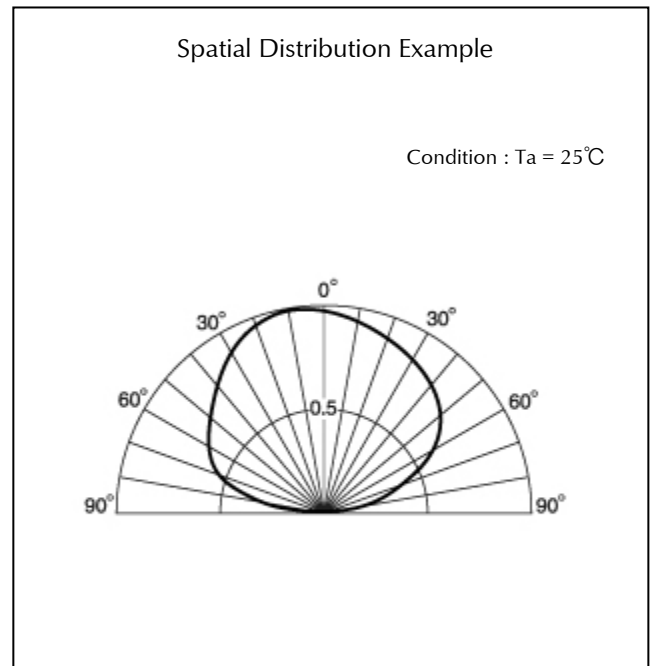 Spatial Distribution Example
Condition : Ta = 25℃
0°
30° 30°
60° 60°
0.5
90° 90°